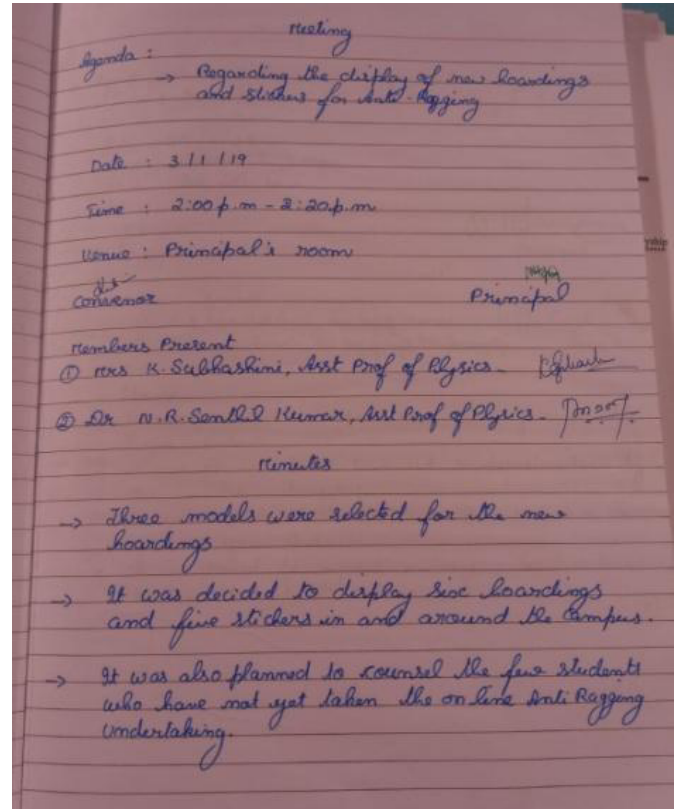 Meeting
Agenda :
→ Regarding the display of new hoardings
and stickers for Anti-Ragging
Date : 3/1/19
Time : 2:00 p.m - 2:20 p.m
Venue : Principal's room
Convenor Principal
Members Present
① Mrs K. Subhashini, Asst Prof of Physics -
② Dr N.R. Senthil Kumar, Asst Prof of Physics -
Minutes
→ Three models were selected for the new
hoardings
→ It was decided to display six hoardings
and five stickers in and around the campus.
→ It was also planned to counsel the few students
who have not yet taken the on line Anti Ragging
Undertaking.